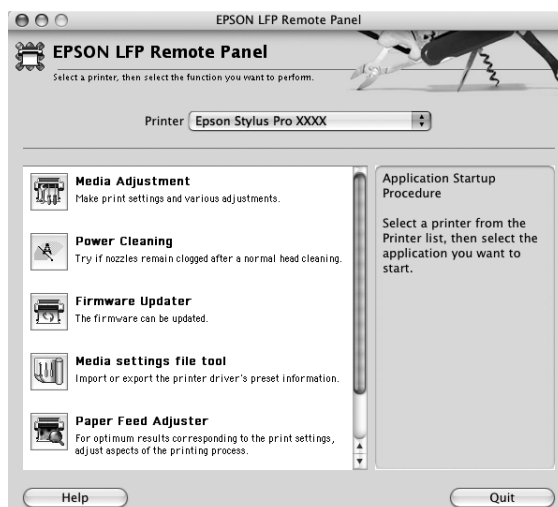 EPSON LFP Remote Panel
EPSON LFP Remote Panel
Select a printer, then select the function you want to perform.
Printer
Epson Stylus Pro XXXX
Media Adjustment
Make print settings and various adjustments.
Power Cleaning
Try if nozzles remain clogged after a normal head cleaning.
Firmware Updater
The firmware can be updated.
Media settings file tool
Import or export the printer driver's preset information.
Paper Feed Adjuster
For optimum results corresponding to the print settings,
adjust aspects of the printing process.
Application Startup
Procedure
Select a printer from the
Printer list, then select the
application you want to
start.
Help
Quit